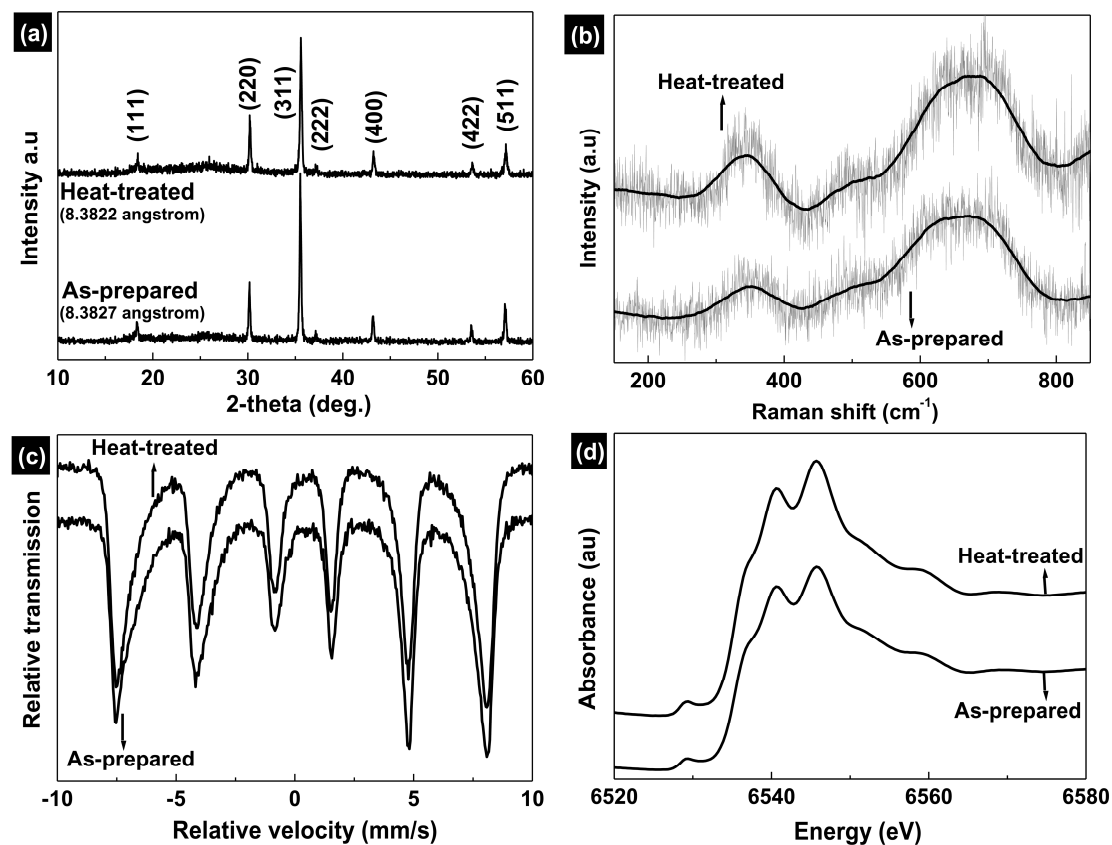 (a)
(111)
(220)
(311)
(222)
(400)
(422)
(511)
Heat-treated
(8.3822 angstrom)
As-prepared
(8.3827 angstrom)
Intensity a.u
10 20 30 40 50 60
2-theta (deg.)
(b)
Heat-treated
As-prepared
Intensity (a.u)
200 400 600 800
Raman shift (cm-1)
(c)
Heat-treated
As-prepared
Relative transmission
-10 -5 0 5 10
Relative velocity (mm/s)
(d)
Heat-treated
As-prepared
Absorbance (au)
6520 6540 6560 6580
Energy (eV)